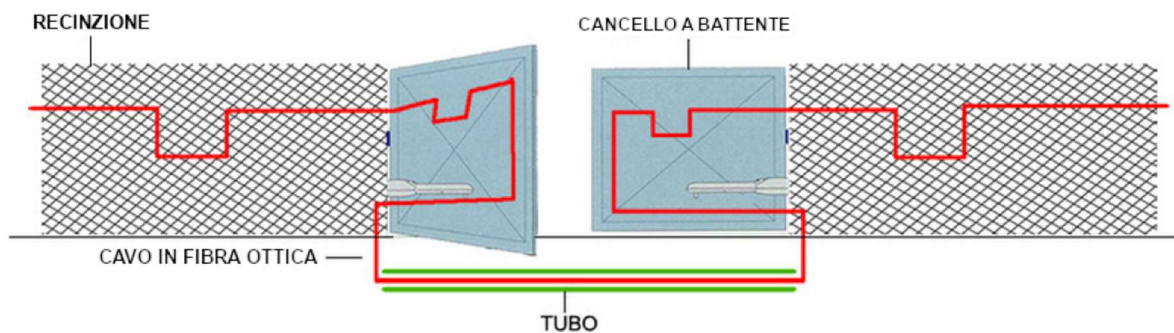 RECINZIONE
CANCELLO A BATTENTE
CAVO IN FIBRA OTTICA
TUBO